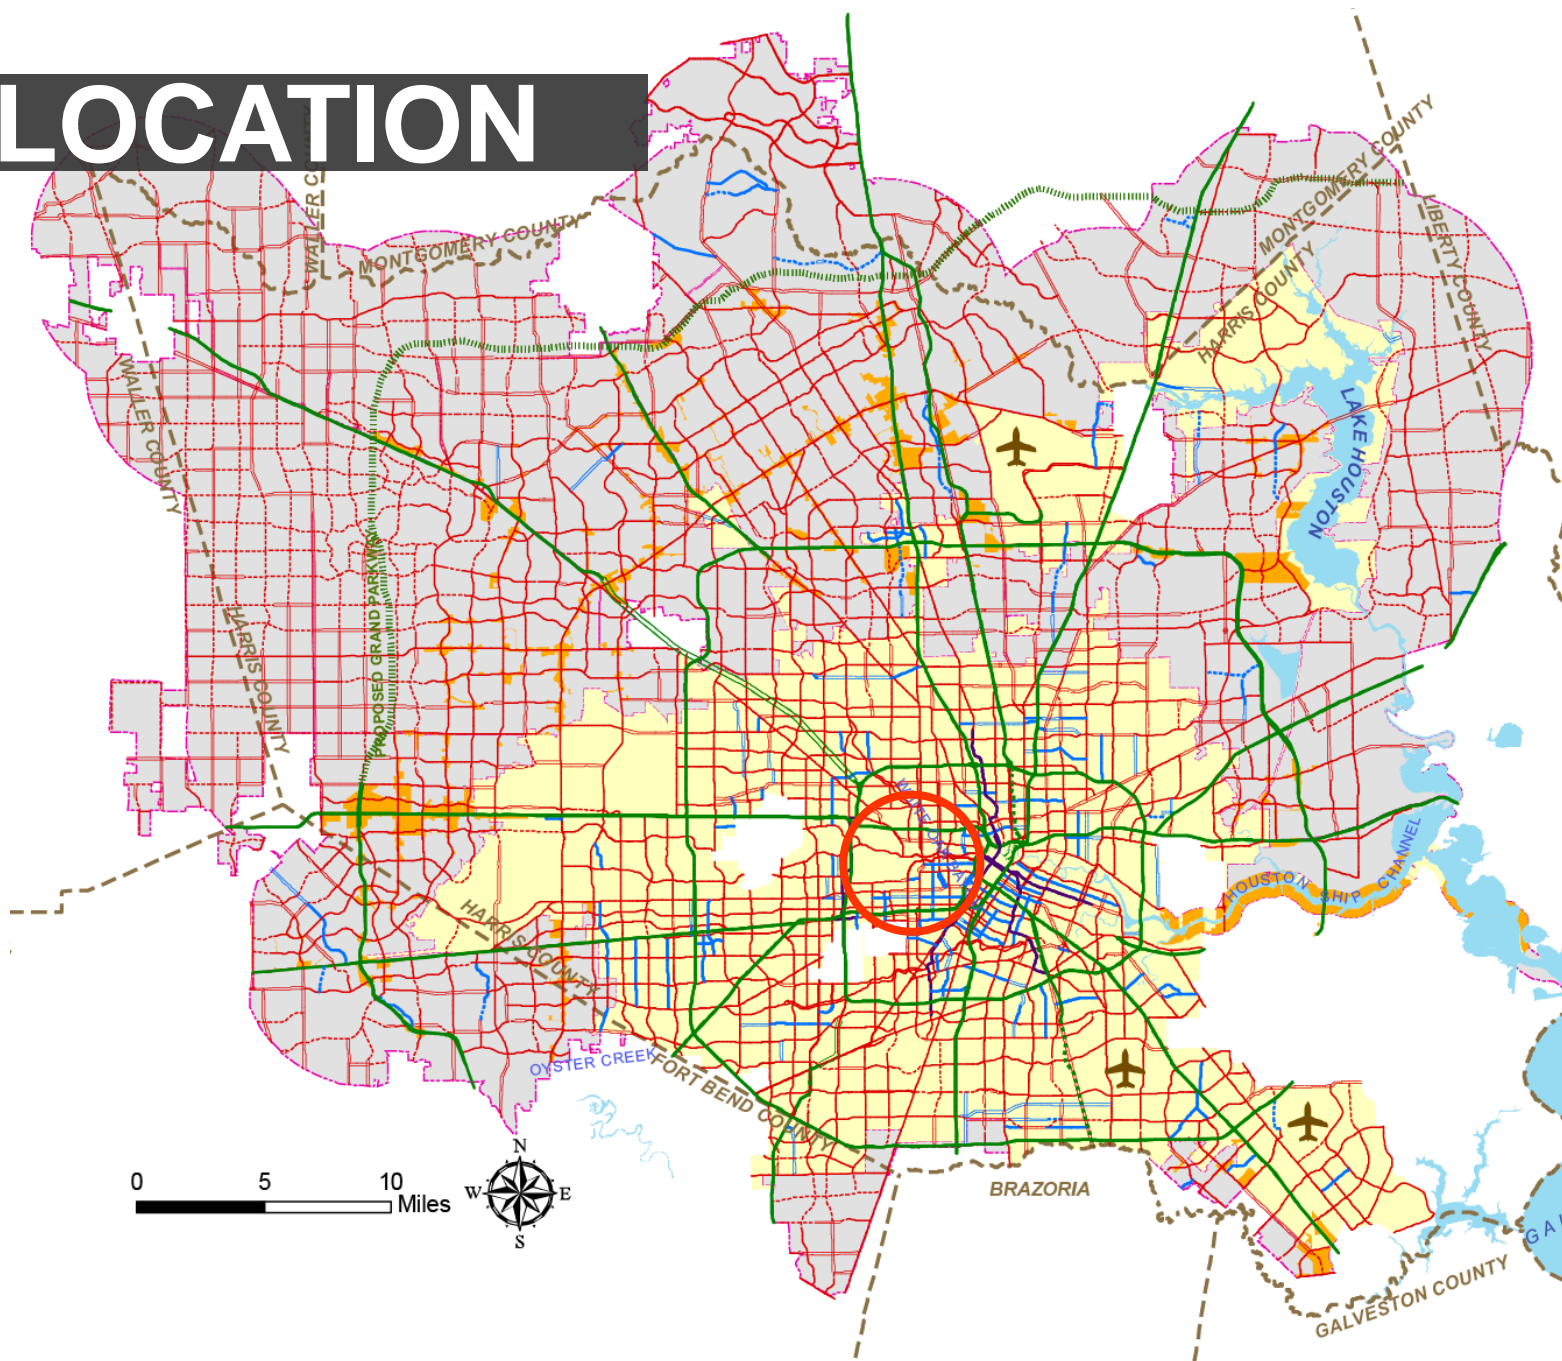 LOCATION
WALLER COUNTY
MONTGOMERY COUNTY
MONTGOMERY COUNTY
HARRIS COUNTY
LIBERTY COUNTY
WALLER COUNTY
HARRIS COUNTY
PROPOSED GRAND PARKWAY
LAKE HOUSTON
HOUSTON SHIP CHANNEL
HARRIS COUNTY
FORT BEND COUNTY
OYSTER CREEK
0 5 10
Miles
N
W E
S
BRAZORIA
GALVESTON COUNTY